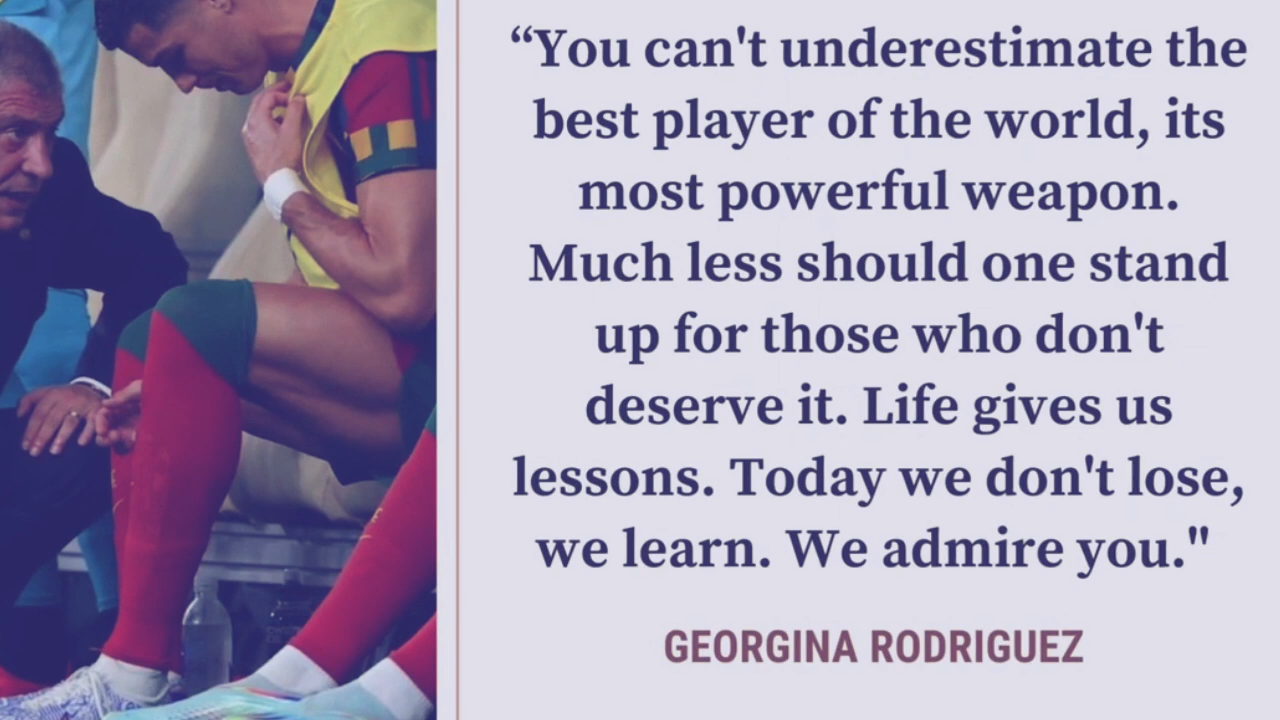 “You can't underestimate the
best player of the world, its
most powerful weapon.
Much less should one stand
up for those who don't
deserve it. Life gives us
lessons. Today we don't lose,
we learn. We admire you."
GEORGINA RODRIGUEZ